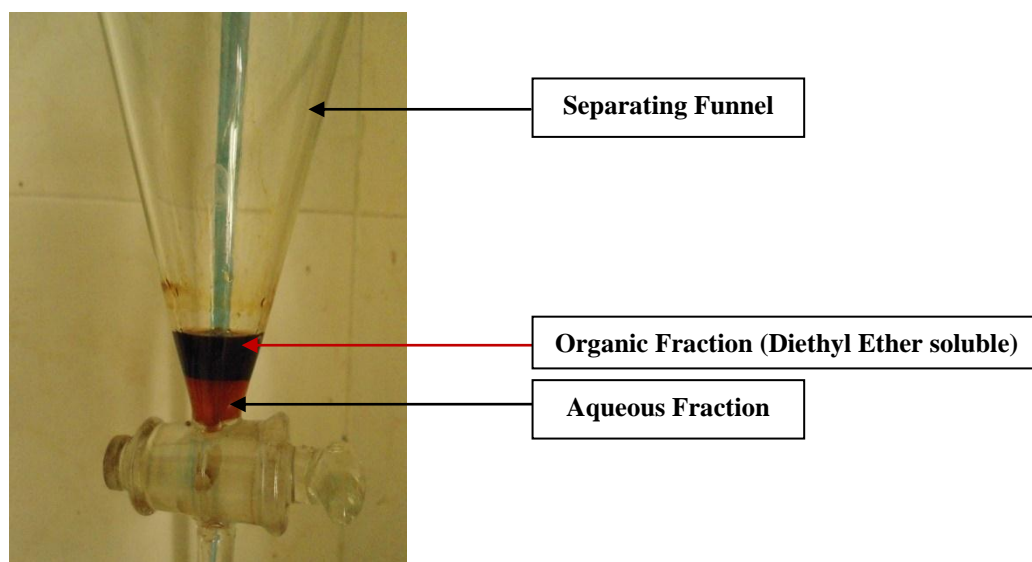 Separating Funnel
Organic Fraction (Diethyl Ether soluble)
Aqueous Fraction